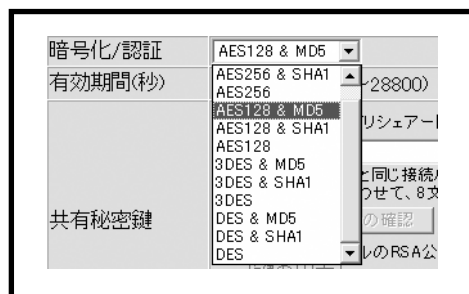 暗号化/認証
AES128 & MD5
有効期間(秒)
AES256 & SHA1
AES256
AES128 & MD5
AES128 & SHA1
AES128
3DES & MD5
3DES & SHA1
3DES
DES & MD5
DES & SHA1
DES
~28800)
リシェアード
と同じ接続
わせて、8文
共有秘密鍵
の確認
ルのRSA公